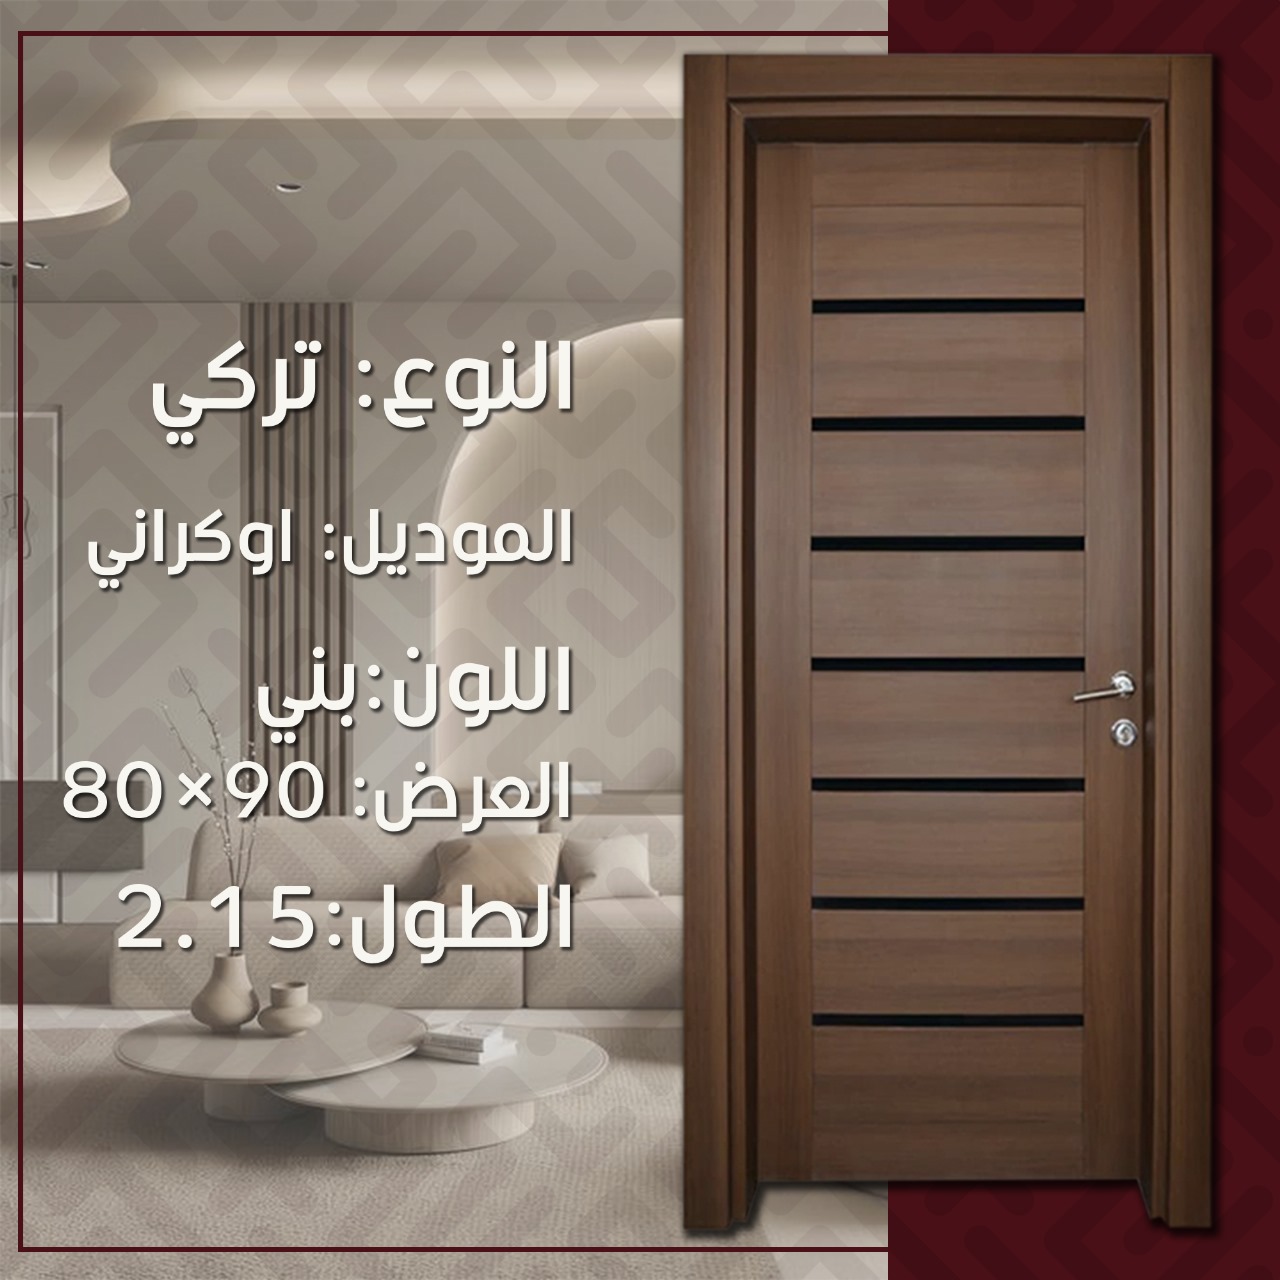 النوع: تركي
الموديل: اوكراني
اللون:بني
العرض: 90×80
الطول:2.15